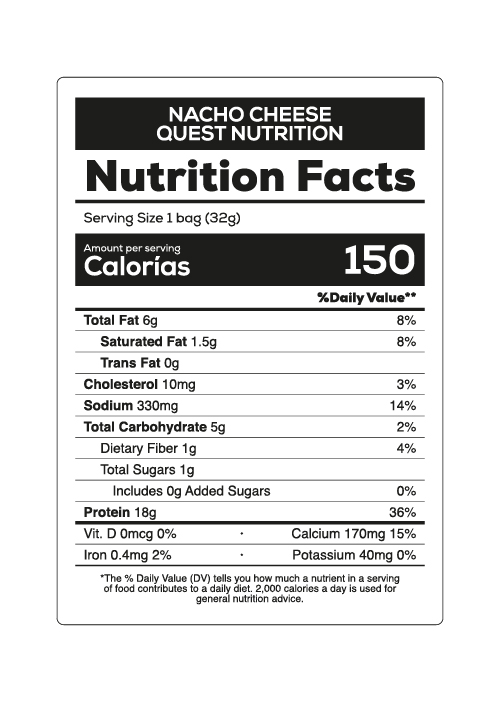 NACHO CHEESE
QUEST NUTRITION
Nutrition Facts
Serving Size 1 bag (32g)
Amount per serving
Calorías 150
%Daily Value**
Total Fat 6g 8%
Saturated Fat 1.5g 8%
Trans Fat 0g
Cholesterol 10mg 3%
Sodium 330mg 14%
Total Carbohydrate 5g 2%
Dietary Fiber 1g 4%
Total Sugars 1g
Includes 0g Added Sugars 0%
Protein 18g 36%
Vit. D 0mcg 0% · Calcium 170mg 15%
Iron 0.4mg 2% · Potassium 40mg 0%
*The % Daily Value (DV) tells you how much a nutrient in a serving
of food contributes to a daily diet. 2,000 calories a day is used for
general nutrition advice.